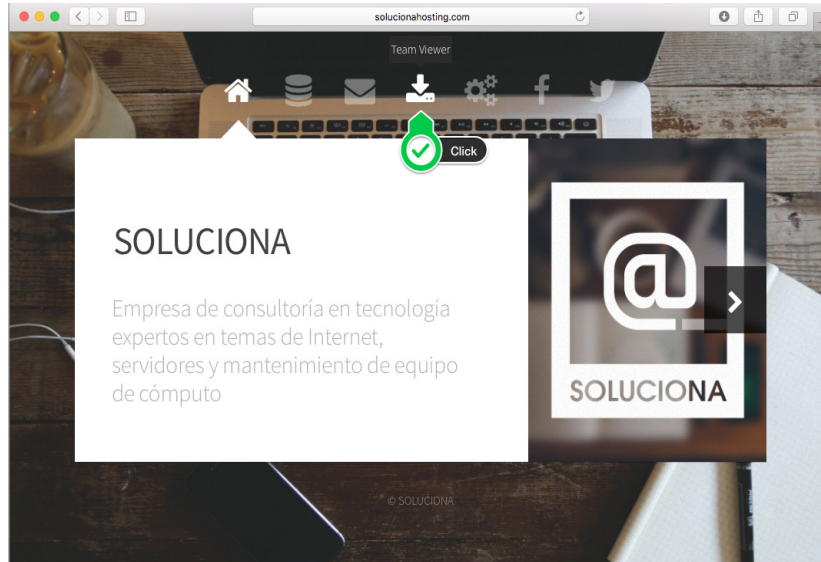 solucionahosting.com
Team Viewer
Click
SOLUCIONA
Empresa de consultoría en tecnología
expertos en temas de Internet,
servidores y mantenimiento de equipo
de cómputo
@
SOLUCIONA
© SOLUCIONA